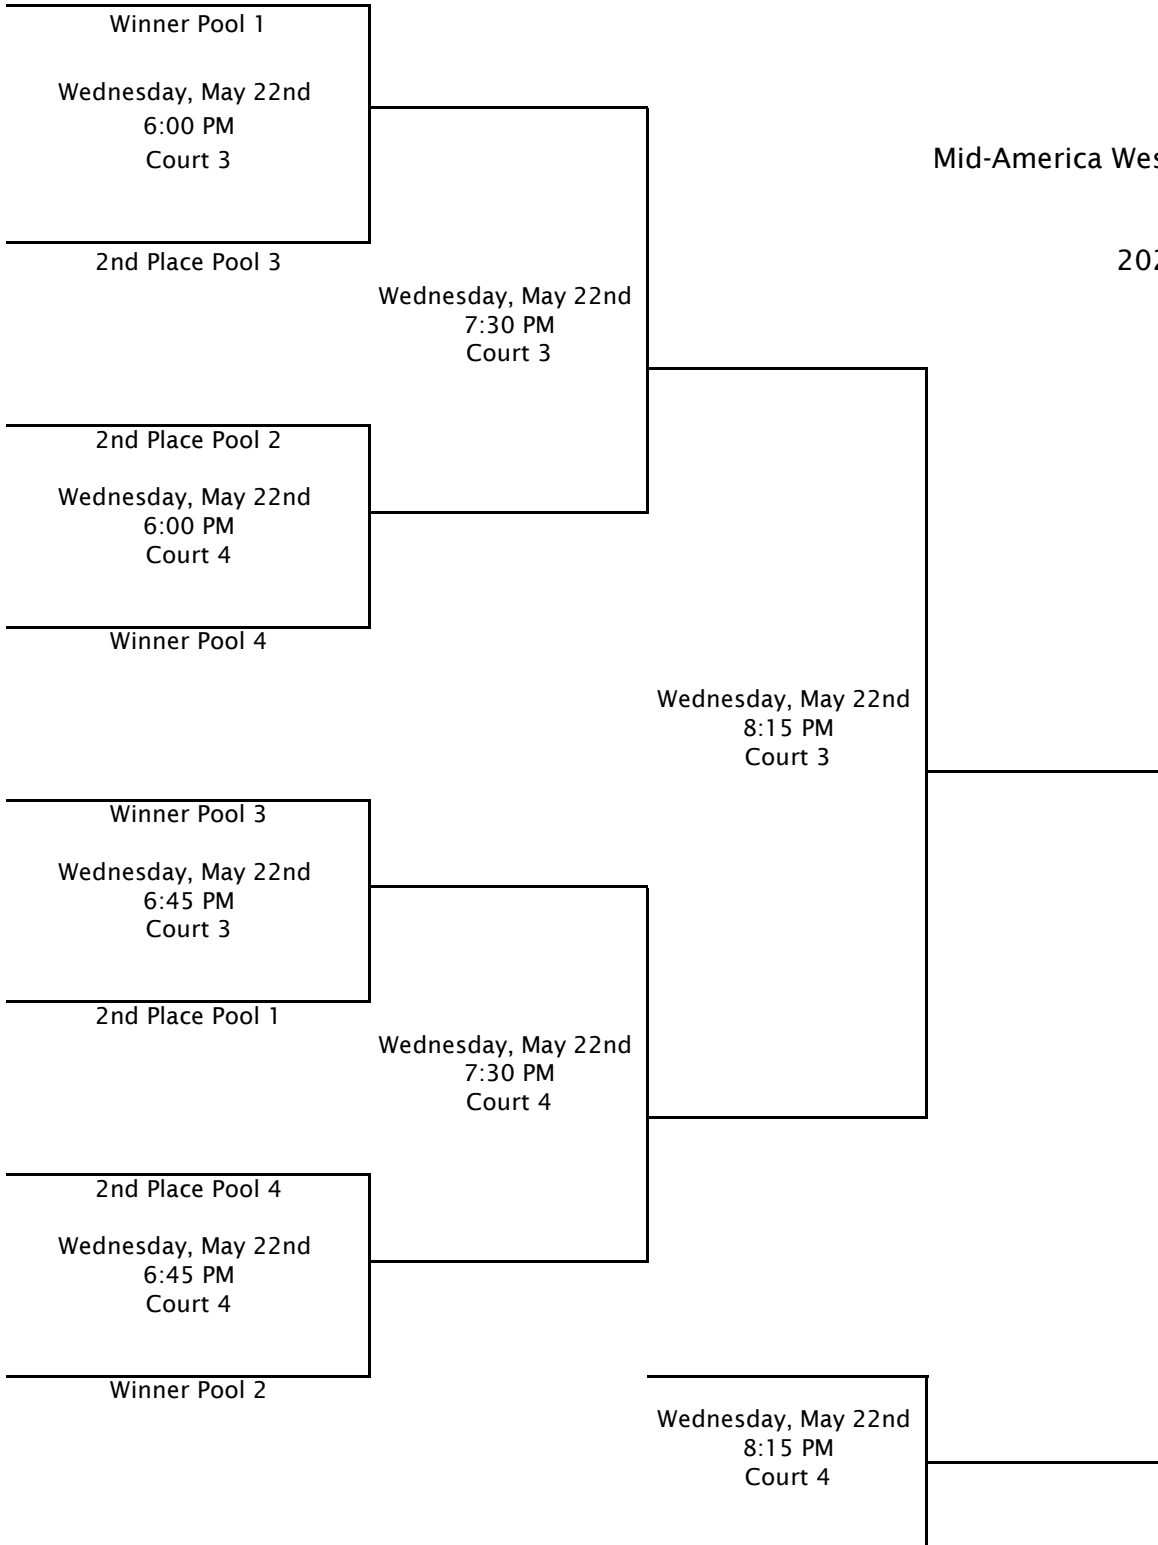 Winner Pool 1
Wednesday, May 22nd
6:00 PM
Court 3
Mid-America Wes
2nd Place Pool 3
202
Wednesday, May 22nd
7:30 PM
Court 3
2nd Place Pool 2
Wednesday, May 22nd
6:00 PM
Court 4
Winner Pool 4
Wednesday, May 22nd
8:15 PM
Court 3
Winner Pool 3
Wednesday, May 22nd
6:45 PM
Court 3
2nd Place Pool 1
Wednesday, May 22nd
7:30 PM
Court 4
2nd Place Pool 4
Wednesday, May 22nd
6:45 PM
Court 4
Winner Pool 2
Wednesday, May 22nd
8:15 PM
Court 4